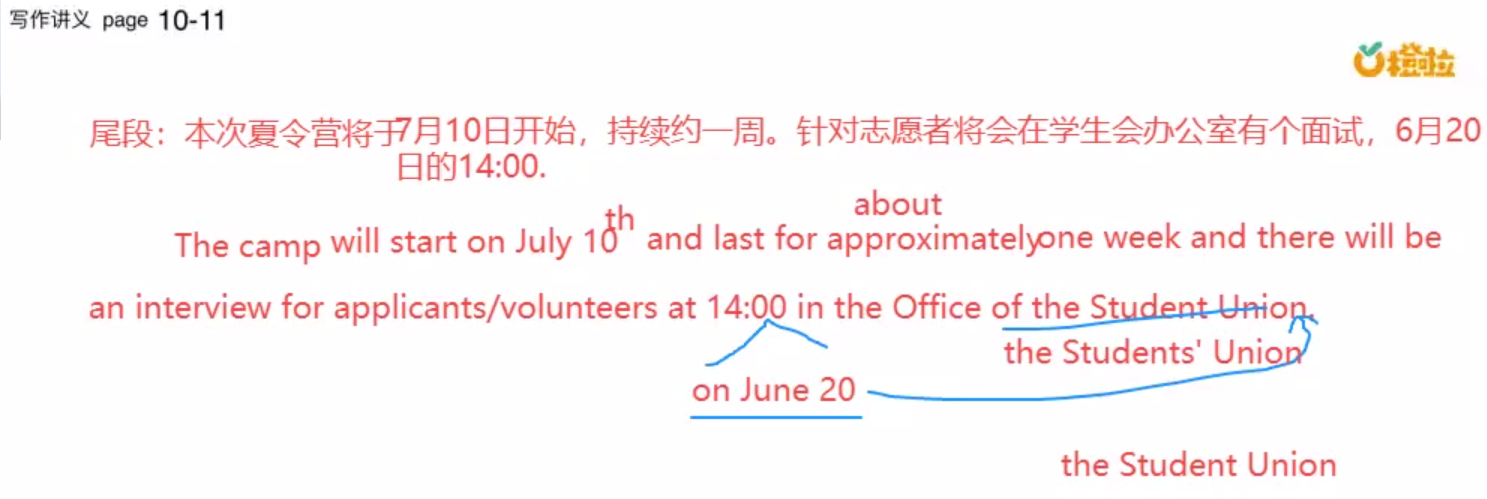 写作讲义 page 10-11
橙啦
尾段：本次夏令营将于7月10日开始，持续约一周。针对志愿者将会在学生会办公室有个面试，6月20
日的14:00.
about
The camp will start on July 10th and last for approximatelyone week and there will be
an interview for applicants/volunteers at 14:00 in the Office of the Student Union.
the Students' Union
on June 20
the Student Union